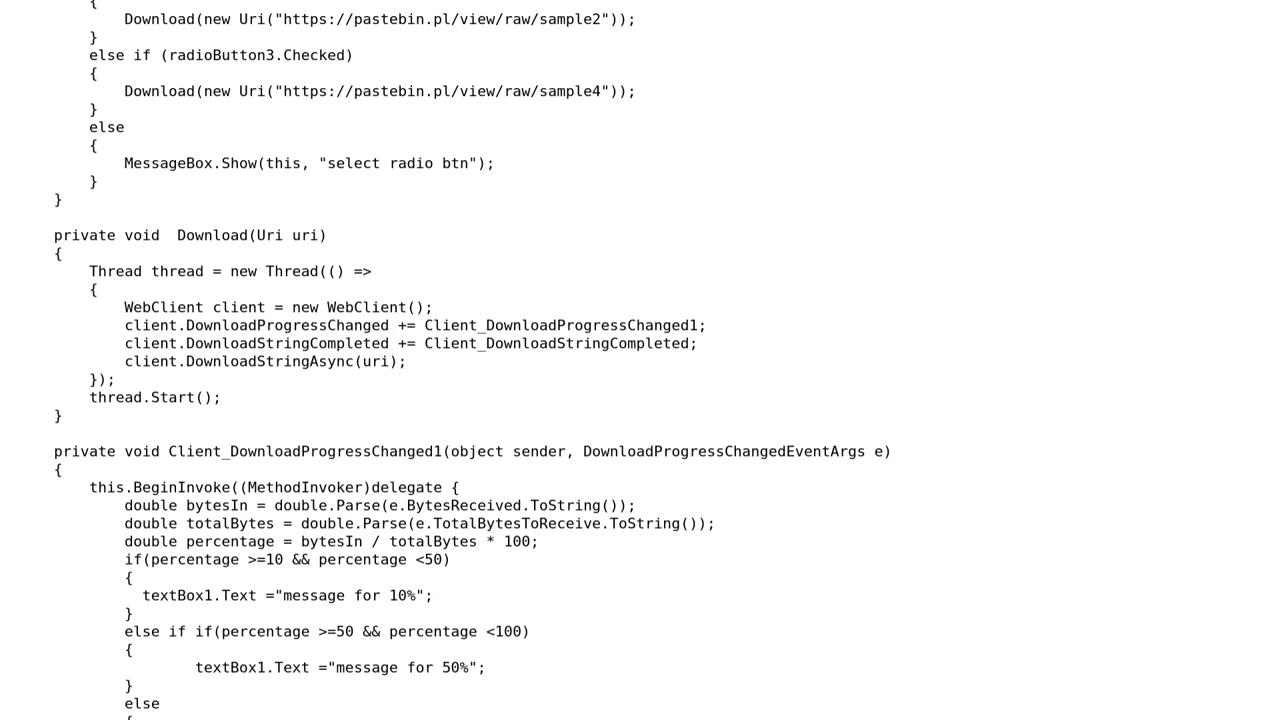 {
Download(new Uri("https://pastebin.pl/view/raw/sample2"));
}
else if (radioButton3.Checked)
{
Download(new Uri("https://pastebin.pl/view/raw/sample4"));
}
else
{
MessageBox.Show(this, "select radio btn");
}
}
private void  Download(Uri uri)
{
Thread thread = new Thread(() =>
{
WebClient client = new WebClient();
client.DownloadProgressChanged += Client_DownloadProgressChanged1;
client.DownloadStringCompleted += Client_DownloadStringCompleted;
client.DownloadStringAsync(uri);
});
thread.Start();
}
private void Client_DownloadProgressChanged1(object sender, DownloadProgressChangedEventArgs e)
{
this.BeginInvoke((MethodInvoker)delegate {
double bytesIn = double.Parse(e.BytesReceived.ToString());
double totalBytes = double.Parse(e.TotalBytesToReceive.ToString());
double percentage = bytesIn / totalBytes * 100;
if(percentage >=10 && percentage <50)
{
textBox1.Text ="message for 10%";
}
else if if(percentage >=50 && percentage <100)
{
textBox1.Text ="message for 50%";
}
else
{